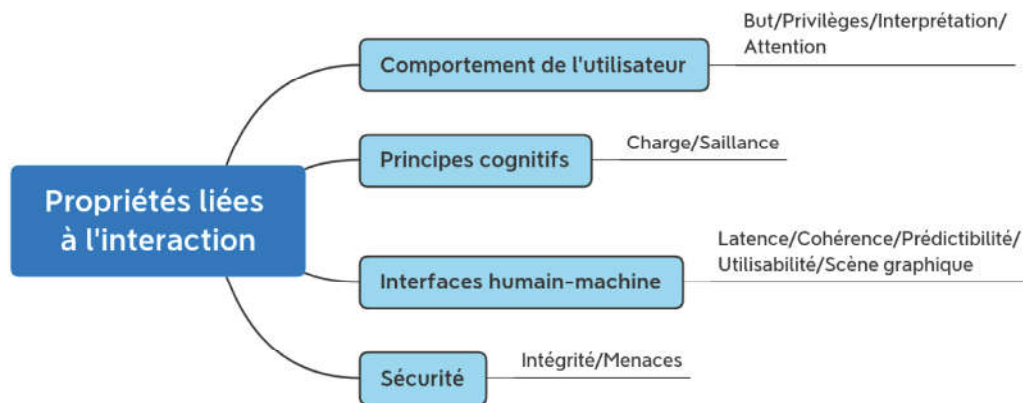 Propriétés liées
à l'interaction
Comportement de l'utilisateur
But/Privilèges/Interprétation/
Attention
Principes cognitifs
Charge/Saillance
Interfaces humain-machine
Latence/Cohérence/Prédictibilité/
Utilisabilité/Scène graphique
Sécurité
Intégrité/Menaces